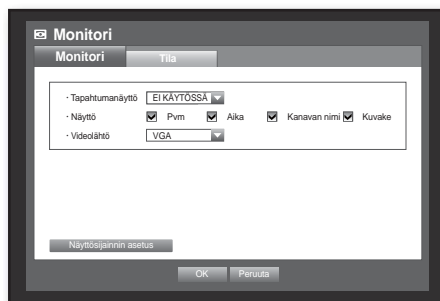 Monitori
Monitori Tila
· Tapahtumanäyttö EI KÄYTÖSSÄ
· Näyttö Pvm Aika Kanavan nimi Kuvake
· Videolähtö VGA
Näyttösijainnin asetus
OK Peruuta